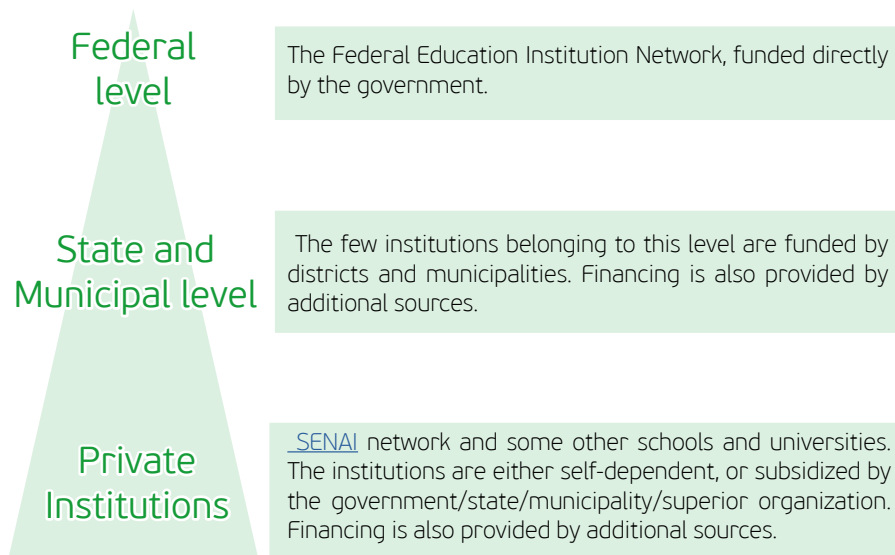 Federal
level
The Federal Education Institution Network, funded directly
by the government.
State and
Municipal level
The few institutions belonging to this level are funded by
districts and municipalities. Financing is also provided by
additional sources.
Private
Institutions
SENAI network and some other schools and universities.
The institutions are either self-dependent, or subsidized by
the government/state/municipality/superior organization.
Financing is also provided by additional sources.